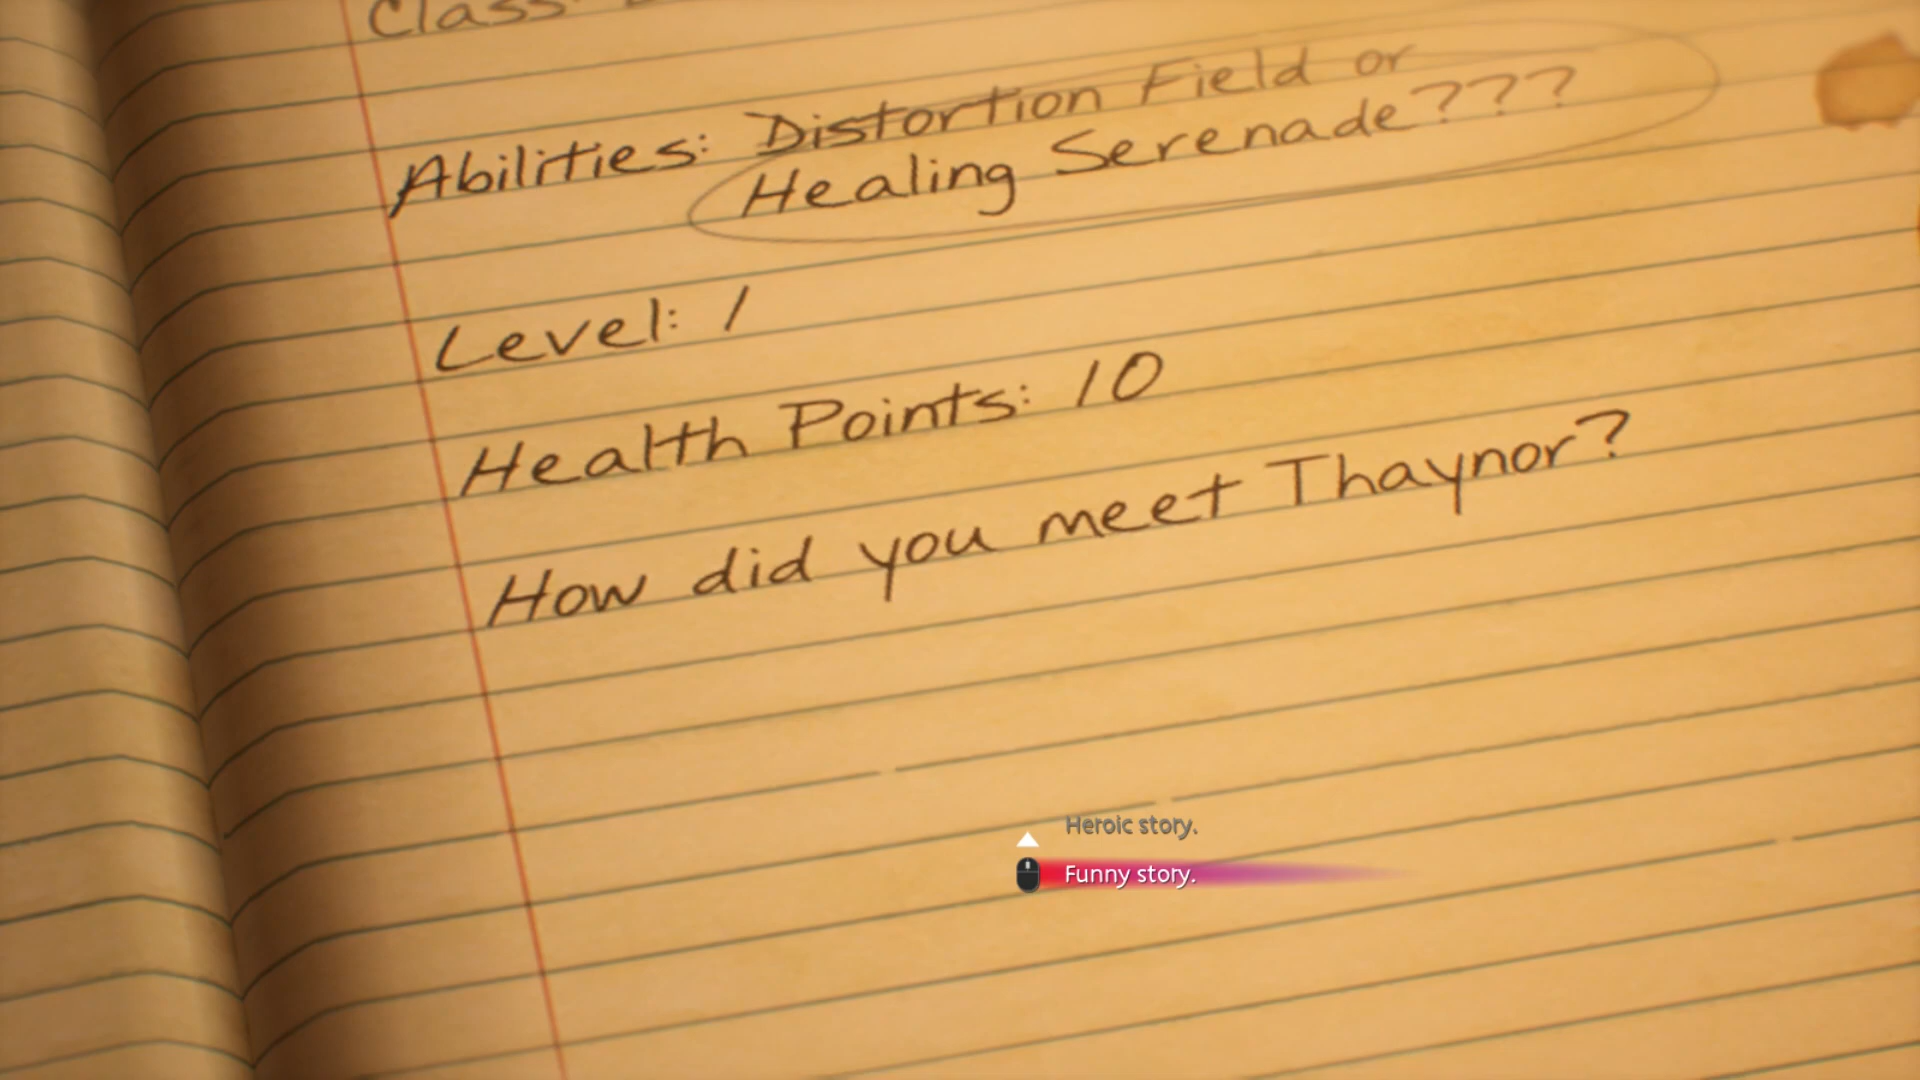 Class
Abilities: Distortion Field or
Healing Serenade???
Level: 1
Health Points: 10
How did you meet Thaynor?
Heroic story.
Funny story.